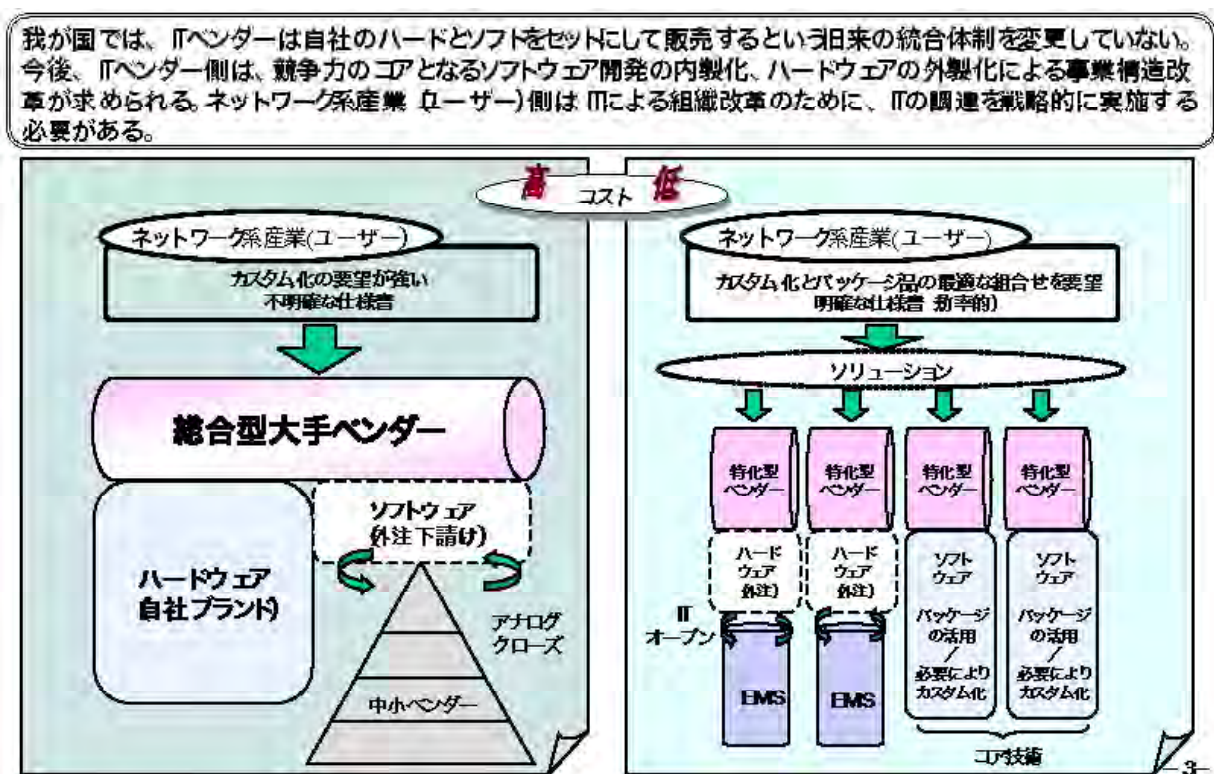 我が国では、ITベンダーは自社のハードとソフトをセットにして販売するという旧来の統合体制を変更していない。
今後、ITベンダー側は、競争力のコアとなるソフトウェア開発の内製化、ハードウェアの外製化による事業構造改
革が求められる。ネットワーク系産業(ユーザー)側はITによる組織改革のために、ITの調達を戦略的に実施する
必要がある。
高 コスト 低
ネットワーク系産業(ユーザー)
カスタム化の要望が強い
不明確な仕様書
総合型大手ベンダー
ハードウェア
自社ブランド)
ソフトウェア
(外注下請け)
アナログ
クローズ
中小ベンダー
ネットワーク系産業(ユーザー)
カスタム化とパッケージ品の最適な組合せを要望
明確な仕様書 効率的)
ソリューション
特化型
ベンダー
特化型
ベンダー
特化型
ベンダー
特化型
ベンダー
ハード
ウェア
外注)
ハード
ウェア
外注)
IT
オープン
EMS
EMS
ソフト
ウェア
パッケージ
の活用
/
必要により
カスタム化
ソフト
ウェア
パッケージ
の活用
/
必要により
カスタム化
コア技術
-3-